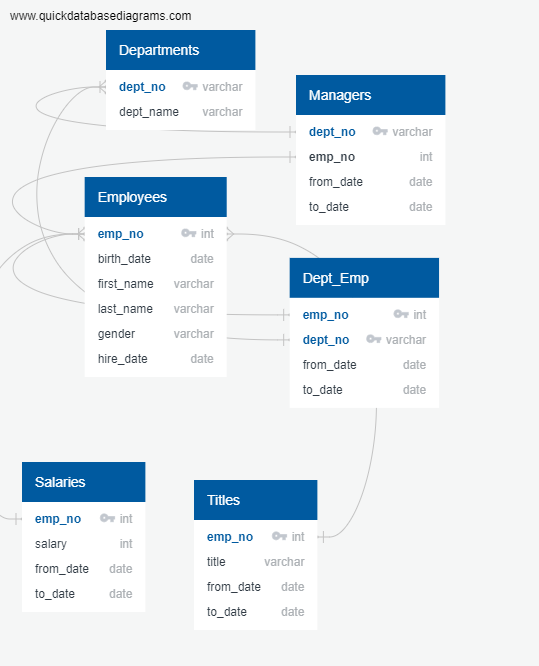 www.quickdatabasediagrams.com
Departments
dept_no varchar
dept_name varchar
Managers
dept_no varchar
emp_no int
from_date date
to_date date
Employees
emp_no int
birth_date date
first_name varchar
last_name varchar
gender varchar
hire_date date
Dept_Emp
emp_no int
dept_no varchar
from_date date
to_date date
Salaries
emp_no int
salary int
from_date date
to_date date
Titles
emp_no int
title varchar
from_date date
to_date date